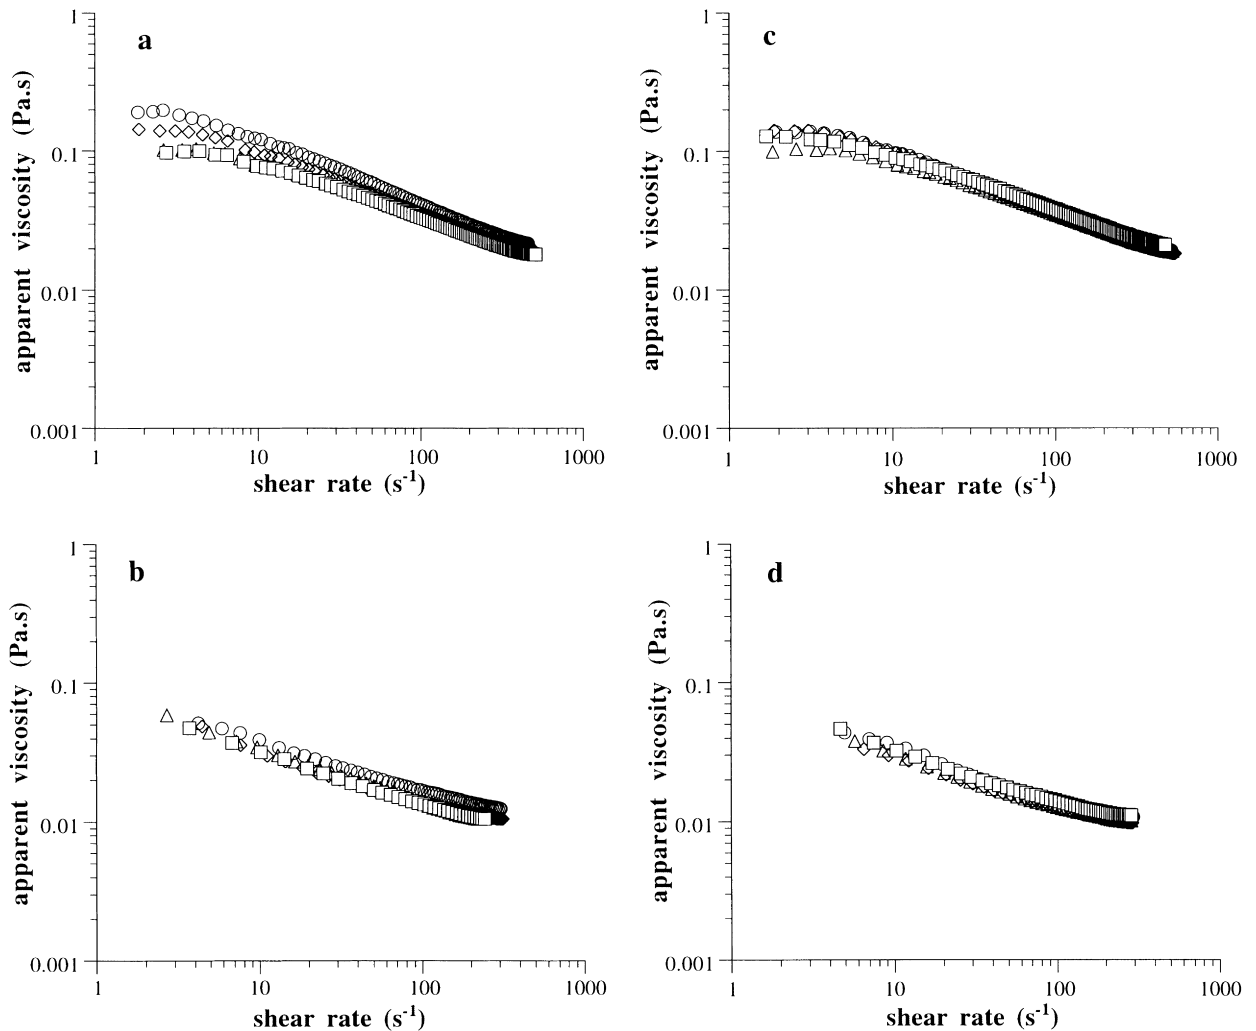 a
1
0.1
0.01
0.001
apparent viscosity (Pa.s)
1 10 100 1000
shear rate (s⁻¹)
c
1
0.1
0.01
0.001
apparent viscosity (Pa.s)
1 10 100 1000
shear rate (s⁻¹)
b
1
0.1
0.01
0.001
apparent viscosity (Pa.s)
1 10 100 1000
shear rate (s⁻¹)
d
1
0.1
0.01
0.001
apparent viscosity (Pa.s)
1 10 100 1000
shear rate (s⁻¹)